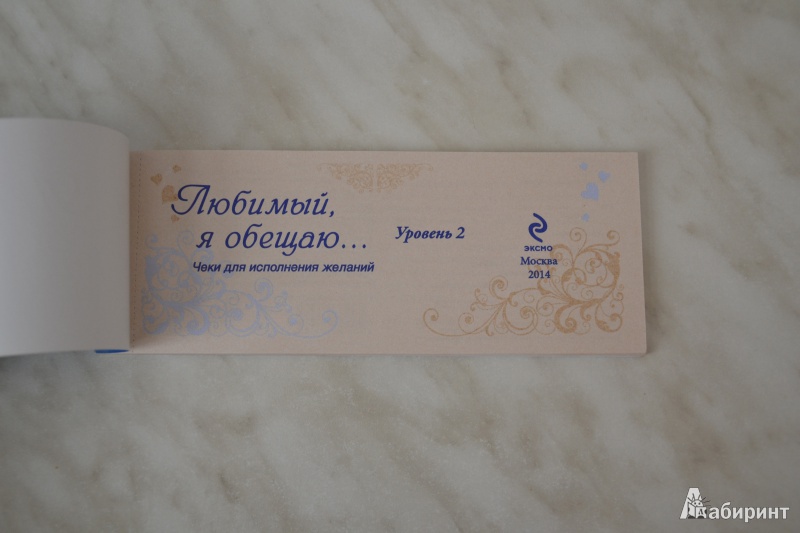 Любимый,
я обещаю...
Чеки для исполнения желаний
Уровень 2
ЭКСМО
Москва
2014
Лабиринт